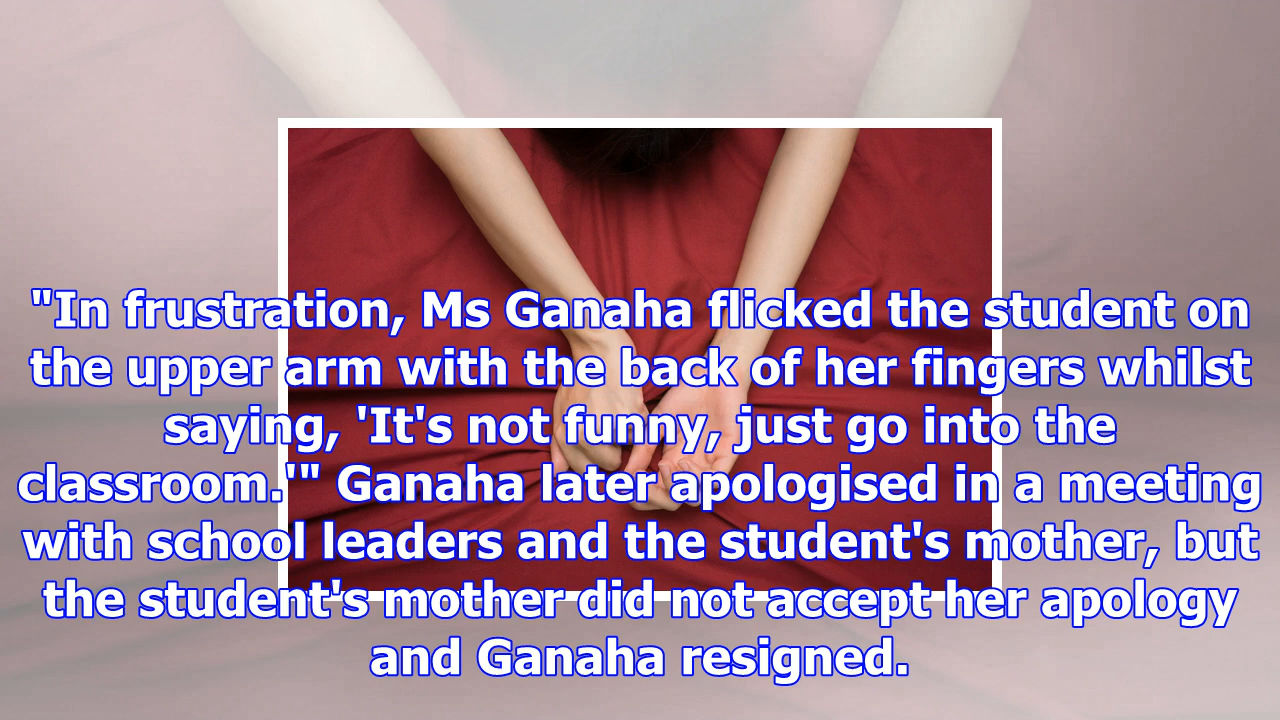 "In frustration, Ms Ganaha flicked the student on
the upper arm with the back of her fingers whilst
saying, 'It's not funny, just go into the
classroom.'" Ganaha later apologised in a meeting
with school leaders and the student's mother, but
the student's mother did not accept her apology
and Ganaha resigned.